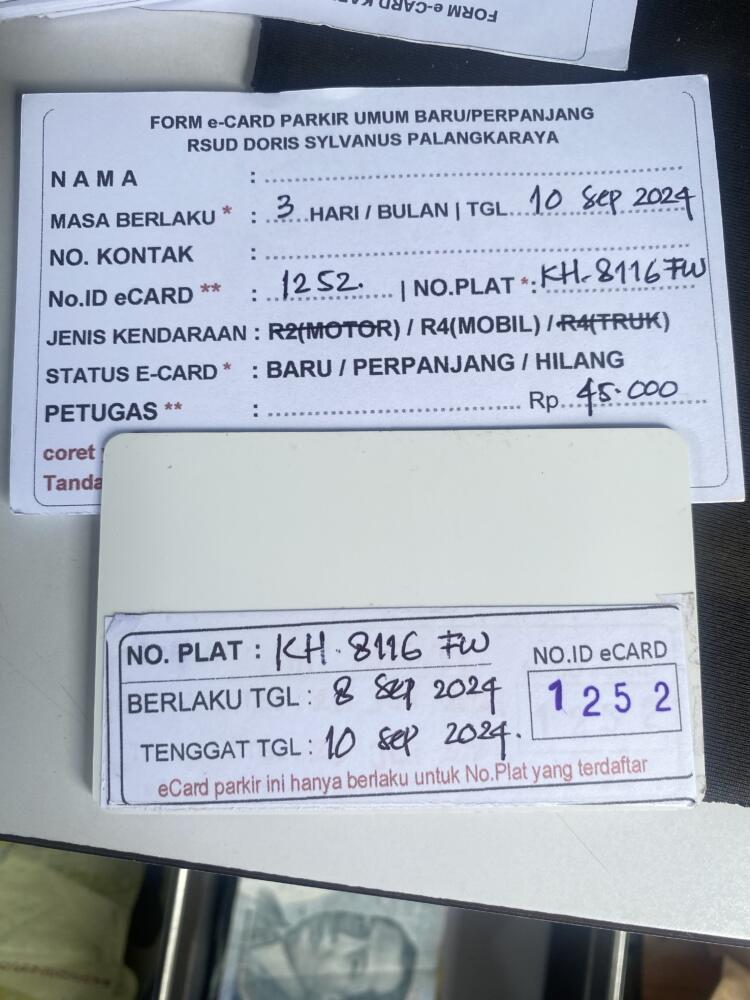 FORM e-CARD
FORM e-CARD PARKIR UMUM BARU/PERPANJANG
RSUD DORIS SYLVANUS PALANGKARAYA
NAMA :
MASA BERLAKU * : 3 HARI / BULAN | TGL. 10 Sep 2024
NO. KONTAK :
No.ID eCARD ** : 1252. | NO.PLAT *: KH-8116 FW
JENIS KENDARAAN : R2(MOTOR) / R4(MOBIL) / R4(TRUK)
STATUS E-CARD * : BARU / PERPANJANG / HILANG
PETUGAS ** : Rp. 45.000
coret
Tanda
NO. PLAT : KH. 8116 FW
NO.ID eCARD
1252
BERLAKU TGL : 8 Sep 2024
TENGGAT TGL : 10 Sep 2024.
eCard parkir ini hanya berlaku untuk No.Plat yang terdaftar